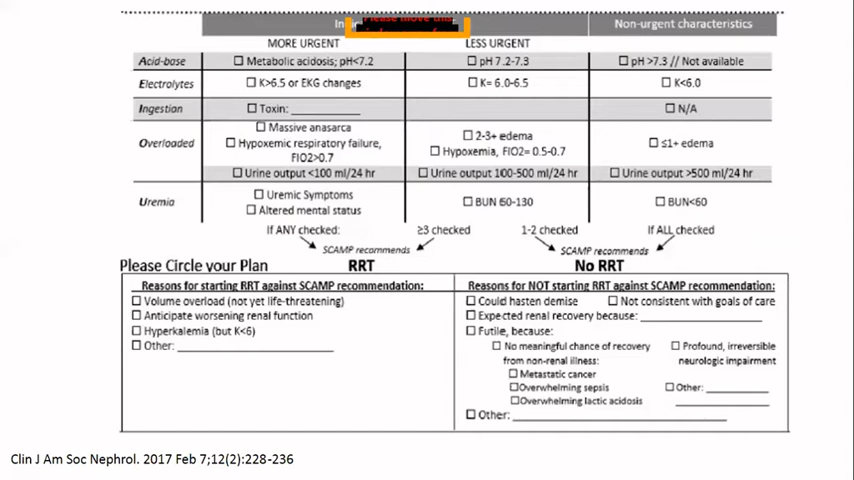 Non-urgent characteristics
Please move this
MORE URGENT LESS URGENT
Acid-base ☐ Metabolic acidosis; pH<7.2 ☐ pH 7.2-7.3 ☐ pH >7.3 // Not available
Electrolytes ☐ K>6.5 or EKG changes ☐ K= 6.0-6.5 ☐ K<6.0
Ingestion ☐ Toxin: ____________ ☐ N/A
Overloaded ☐ Massive anasarca
☐ Hypoxemic respiratory failure,
FIO2>0.7
☐ 2-3+ edema
☐ Hypoxemia, FIO2= 0.5-0.7
☐ ≤1+ edema
☐ Urine output <100 ml/24 hr ☐ Urine output 100-500 ml/24 hr ☐ Urine output >500 ml/24 hr
Uremia ☐ Uremic Symptoms
☐ Altered mental status
☐ BUN 60-130 ☐ BUN<60
If ANY checked: ≥3 checked 1-2 checked If ALL checked
SCAMP recommends SCAMP recommends
Please Circle your Plan RRT No RRT
Reasons for starting RRT against SCAMP recommendation:
☐ Volume overload (not yet life-threatening)
☐ Anticipate worsening renal function
☐ Hyperkalemia (but K<6)
☐ Other: ____________
Reasons for NOT starting RRT against SCAMP recommendation:
☐ Could hasten demise ☐ Not consistent with goals of care
☐ Expected renal recovery because: ____________
☐ Futile, because:
☐ No meaningful chance of recovery
from non-renal illness:
☐ Metastatic cancer
☐ Overwhelming sepsis
☐ Overwhelming lactic acidosis
☐ Profound, irreversible
neurologic impairment
☐ Other: ____________
☐ Other: ____________
Clin J Am Soc Nephrol. 2017 Feb 7;12(2):228-236